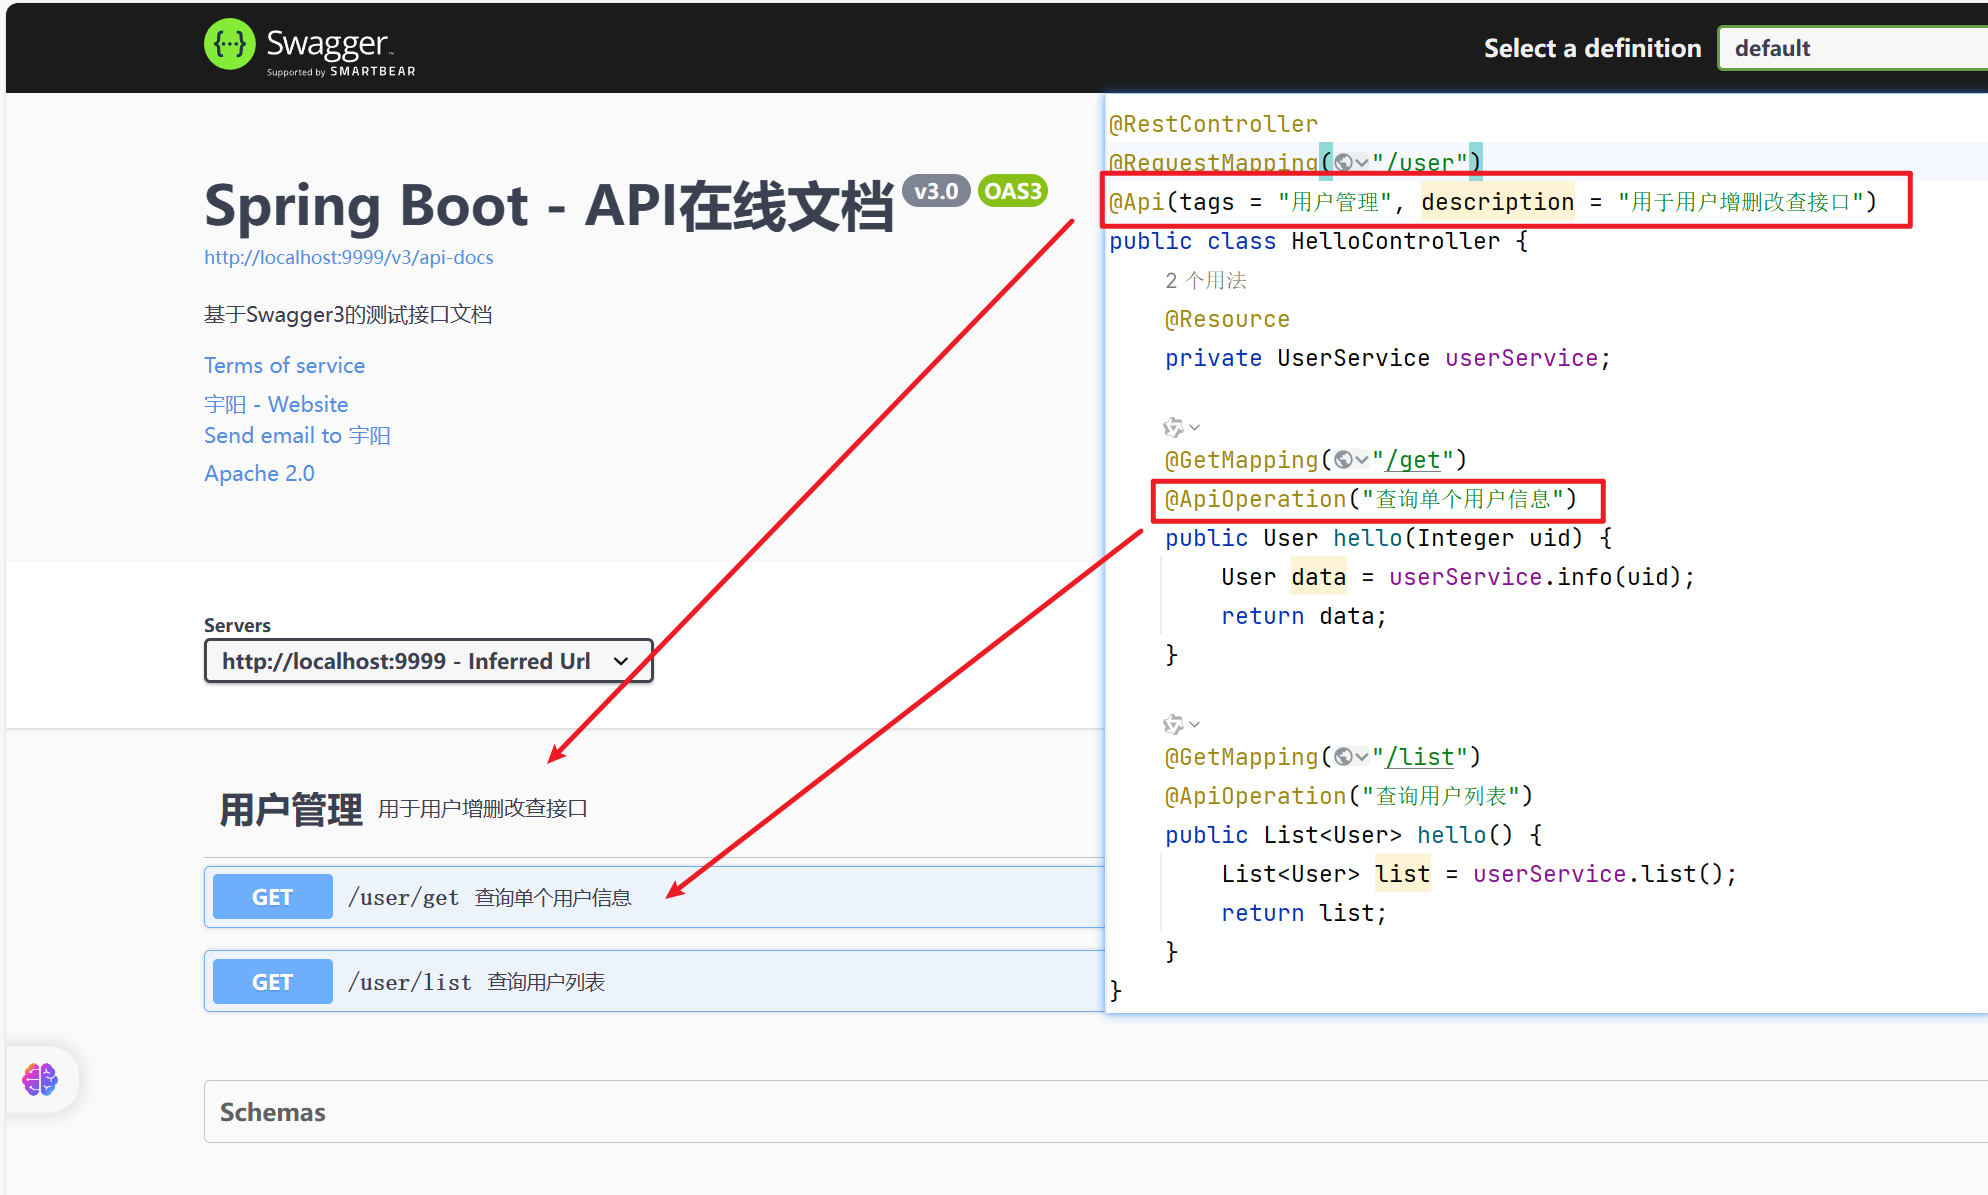 Swagger
Supported by SMARTBEAR
Select a definition
default
Spring Boot - API在线文档 v3.0 OAS3
http://localhost:9999/v3/api-docs
基于Swagger3的测试接口文档
Terms of service
宇阳 - Website
Send email to 宇阳
Apache 2.0
Servers
http://localhost:9999 - Inferred Url
用户管理 用于用户增删改查接口
GET /user/get 查询单个用户信息
GET /user/list 查询用户列表
Schemas
@RestController
@RequestMapping("/user")
@Api(tags = "用户管理", description = "用于用户增删改查接口")
public class HelloController {
2 个用法
@Resource
private UserService userService;
@GetMapping("/get")
@ApiOperation("查询单个用户信息")
public User hello(Integer uid) {
User data = userService.info(uid);
return data;
}
@GetMapping("/list")
@ApiOperation("查询用户列表")
public List<User> hello() {
List<User> list = userService.list();
return list;
}
}